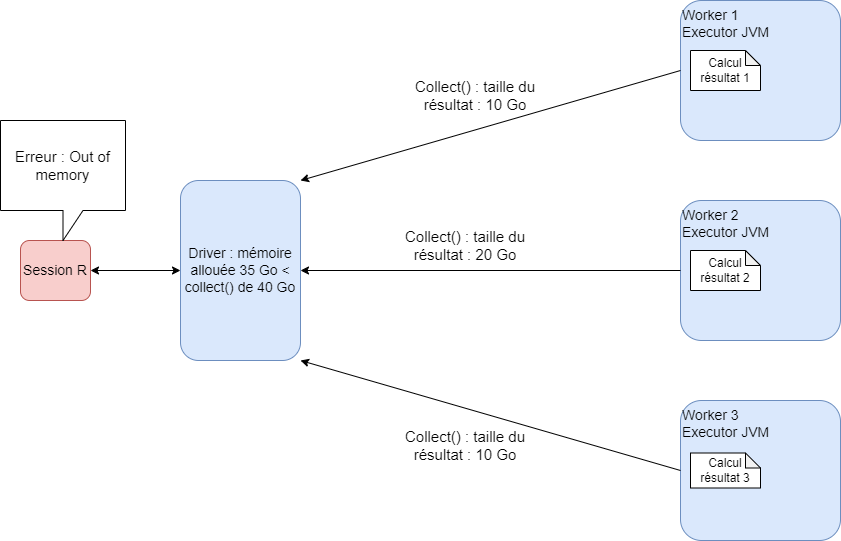 Worker 1
Executor JVM
Calcul
résultat 1
Collect() : taille du
résultat : 10 Go
Erreur : Out of
memory
Session R
Driver : mémoire
allouée 35 Go <
collect() de 40 Go
Collect() : taille du
résultat : 20 Go
Worker 2
Executor JVM
Calcul
résultat 2
Collect() : taille du
résultat : 10 Go
Worker 3
Executor JVM
Calcul
résultat 3